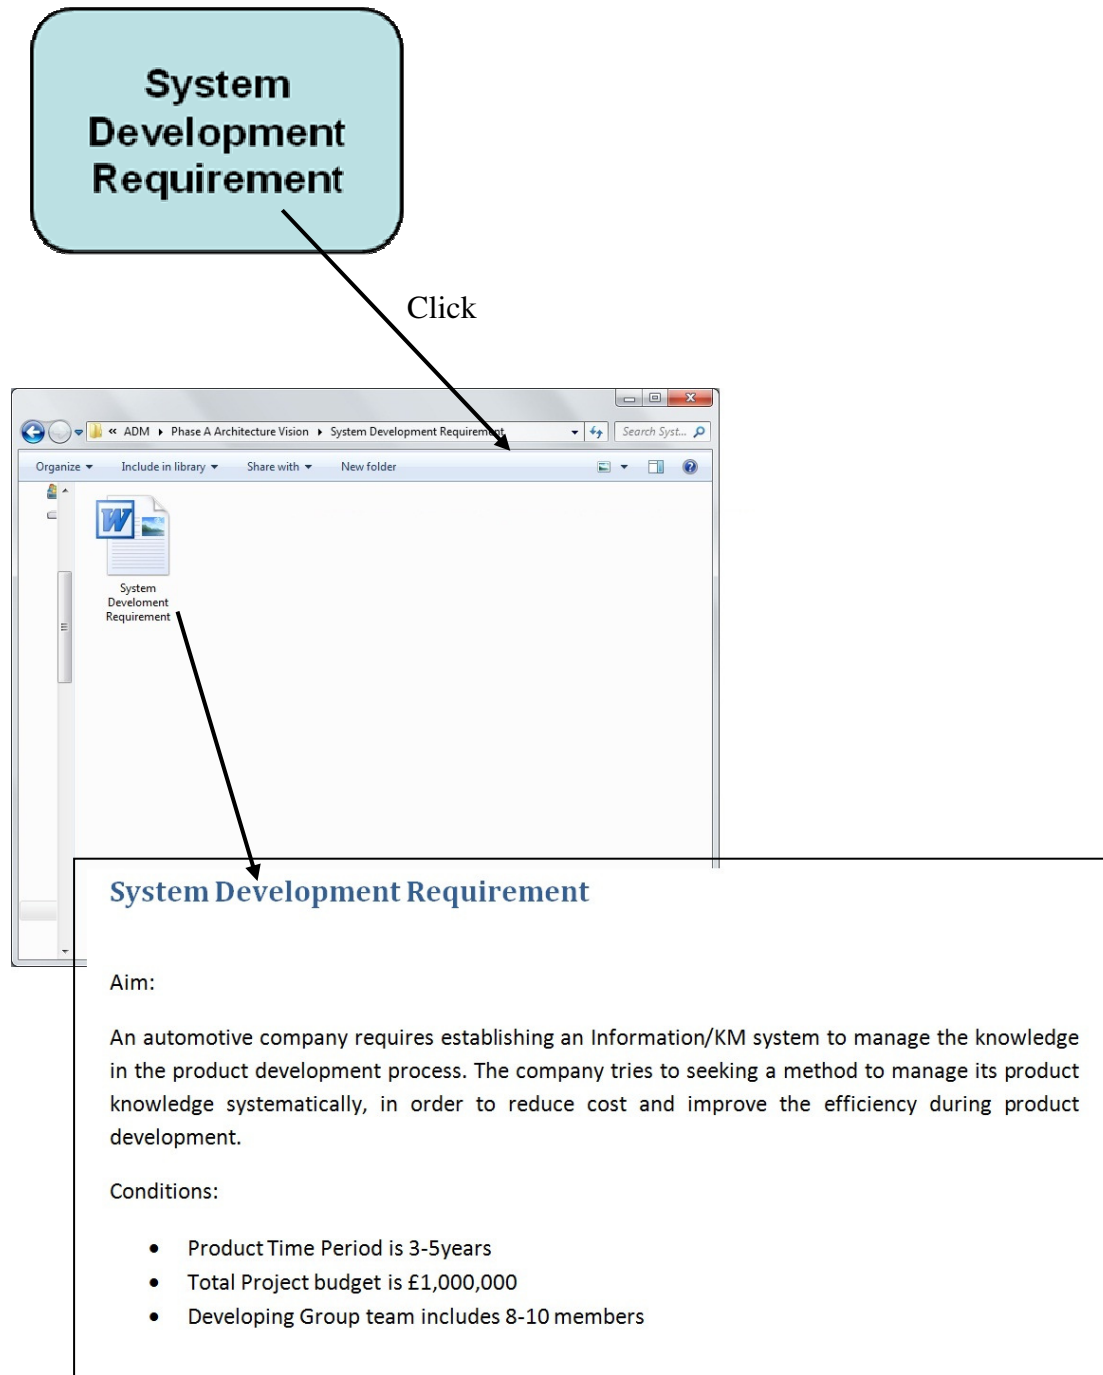 System
Development
Requirement
Click
« ADM ▸ Phase A Architecture Vision ▸ System Development Requirement
Search Syst...
Organize ▾ Include in library ▾ Share with ▾ New folder
System
Develoment
Requirement
System Development Requirement
Aim:
An automotive company requires establishing an Information/KM system to manage the knowledge
in the product development process. The company tries to seeking a method to manage its product
knowledge systematically, in order to reduce cost and improve the efficiency during product
development.
Conditions:
• Product Time Period is 3-5years
• Total Project budget is £1,000,000
• Developing Group team includes 8-10 members